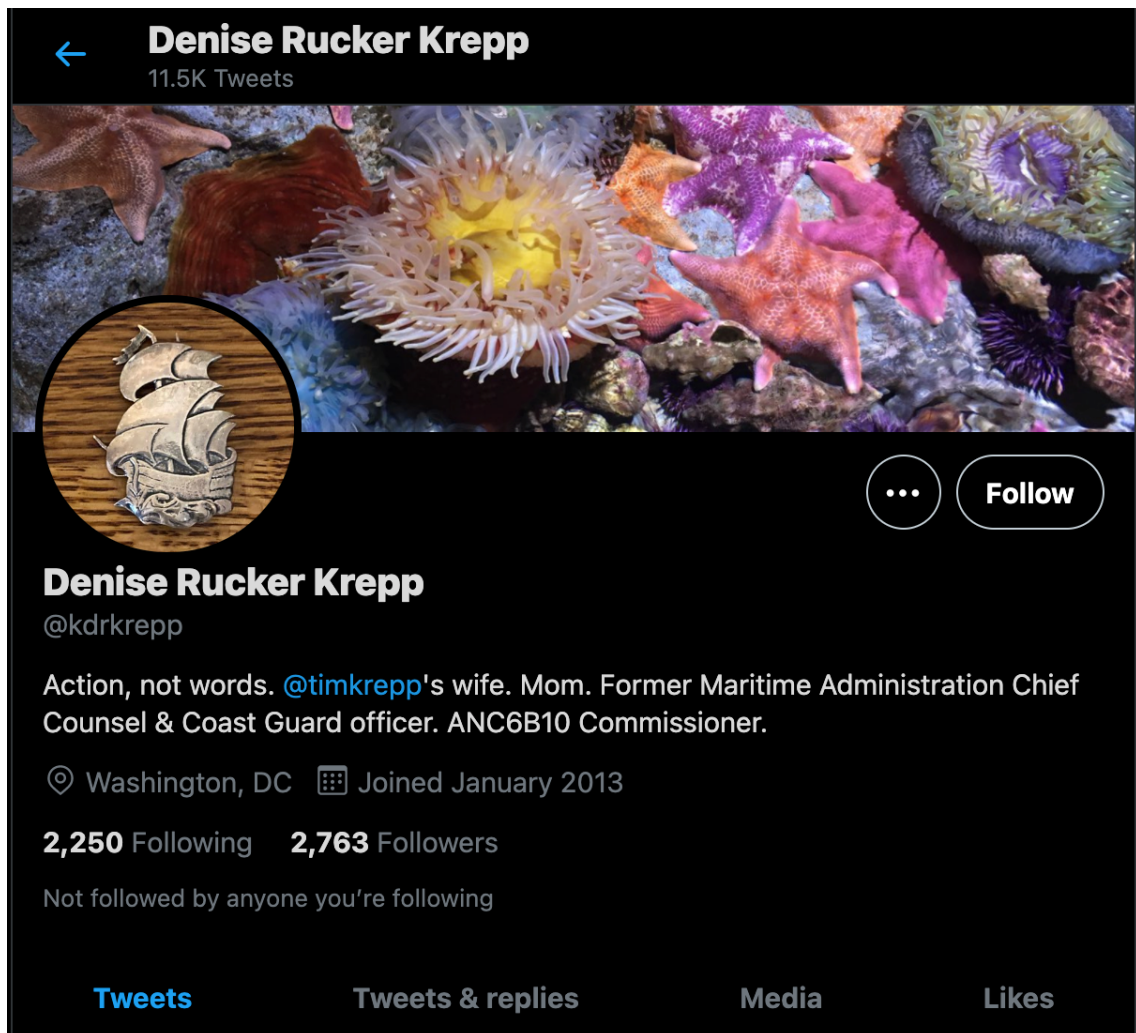 Denise Rucker Krepp
11.5K Tweets
Follow
Denise Rucker Krepp
@kdrkrepp
Action, not words. @timkrepp's wife. Mom. Former Maritime Administration Chief
Counsel & Coast Guard officer. ANC6B10 Commissioner.
Washington, DC Joined January 2013
2,250 Following 2,763 Followers
Not followed by anyone you’re following
Tweets Tweets & replies Media Likes